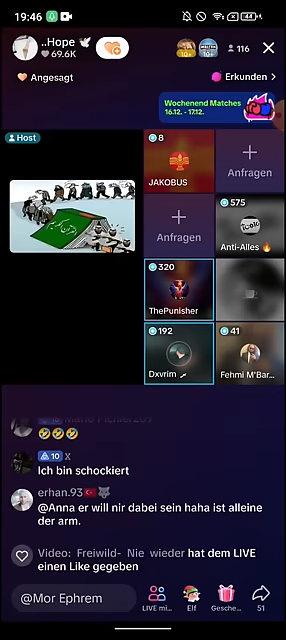 19:46
44
..Hope 🕊
69.6K
10+
10+
116
Angesagt
Erkunden >
Wochenend Matches
16.12. - 17.12.
Host
8
JAKOBUS
Anfragen
Anfragen
575
Anti-Alles 🔥
320
ThePunisher
192
Dxvrim
41
Fehmi M'Bar...
🤣🤣🤣
10 X
Ich bin schockiert
erhan.93 🇹🇷🐺
@Anna er will nir dabei sein haha ist alleine
der arm.
Video: Freiwild- Nie wieder hat dem LIVE
einen Like gegeben
@Mor Ephrem
LIVE mi...
Elf
Gesche...
51